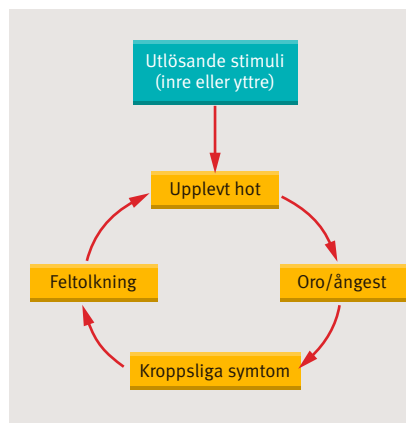 Utlösande stimuli
(inre eller yttre)
Upplevt hot
Oro/ångest
Kroppsliga symtom
Feltolkning